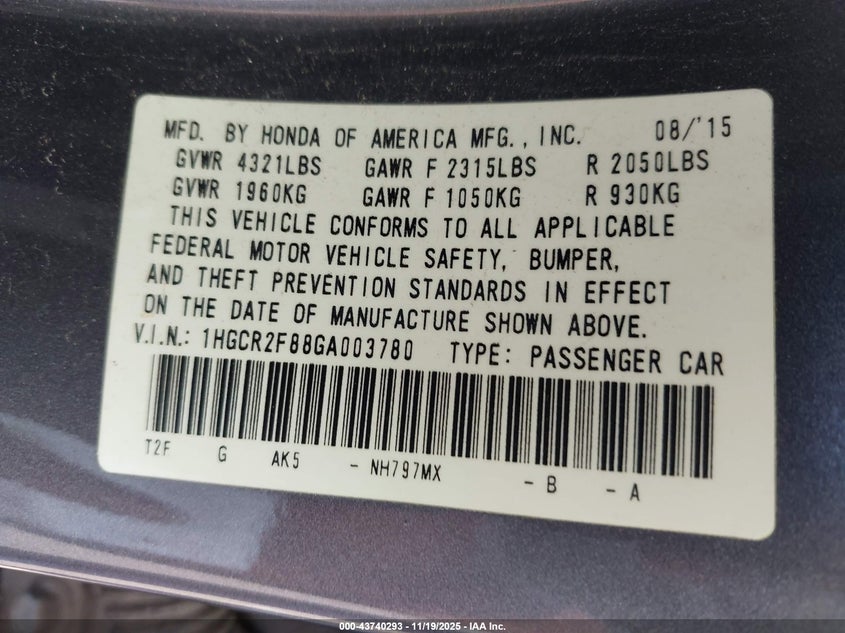 MFD. BY HONDA OF AMERICA MFG., INC. 08/'15
GVWR 4321LBS GAWR F 2315LBS R 2050LBS
GVWR 1960KG GAWR F 1050KG R 930KG
THIS VEHICLE CONFORMS TO ALL APPLICABLE
FEDERAL MOTOR VEHICLE SAFETY, BUMPER,
AND THEFT PREVENTION STANDARDS IN EFFECT
ON THE DATE OF MANUFACTURE SHOWN ABOVE.
V.I.N.: 1HGCR2F88GA003780 TYPE: PASSENGER CAR
T2F G AK5 - NH797MX - B - A
000-43740293 - 11/19/2025 - IAA Inc.